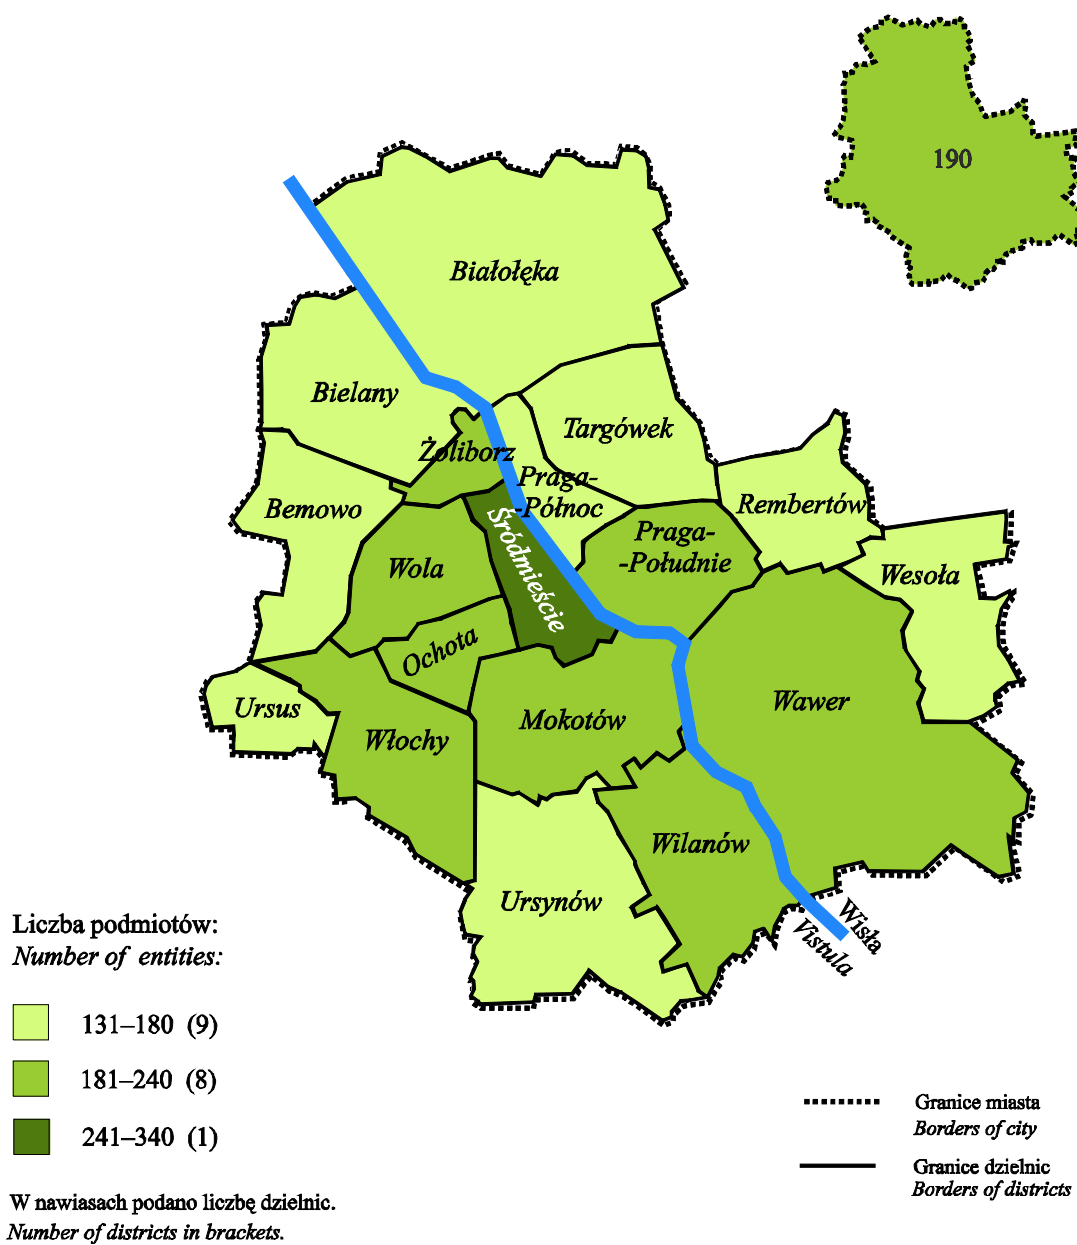 190
Białołęka
Bielany
Targówek
Żoliborz
Praga-
-Północ
Rembertów
Bemowo
Śródmieście
Praga-
-Południe
Wola
Wesoła
Ochota
Ursus
Mokotów
Wawer
Włochy
Wilanów
Ursynów
Wisła
Vistula
Liczba podmiotów:
Number of entities:
131–180 (9)
181–240 (8)
241–340 (1)
W nawiasach podano liczbę dzielnic.
Number of districts in brackets.
Granice miasta
Borders of city
Granice dzielnic
Borders of districts